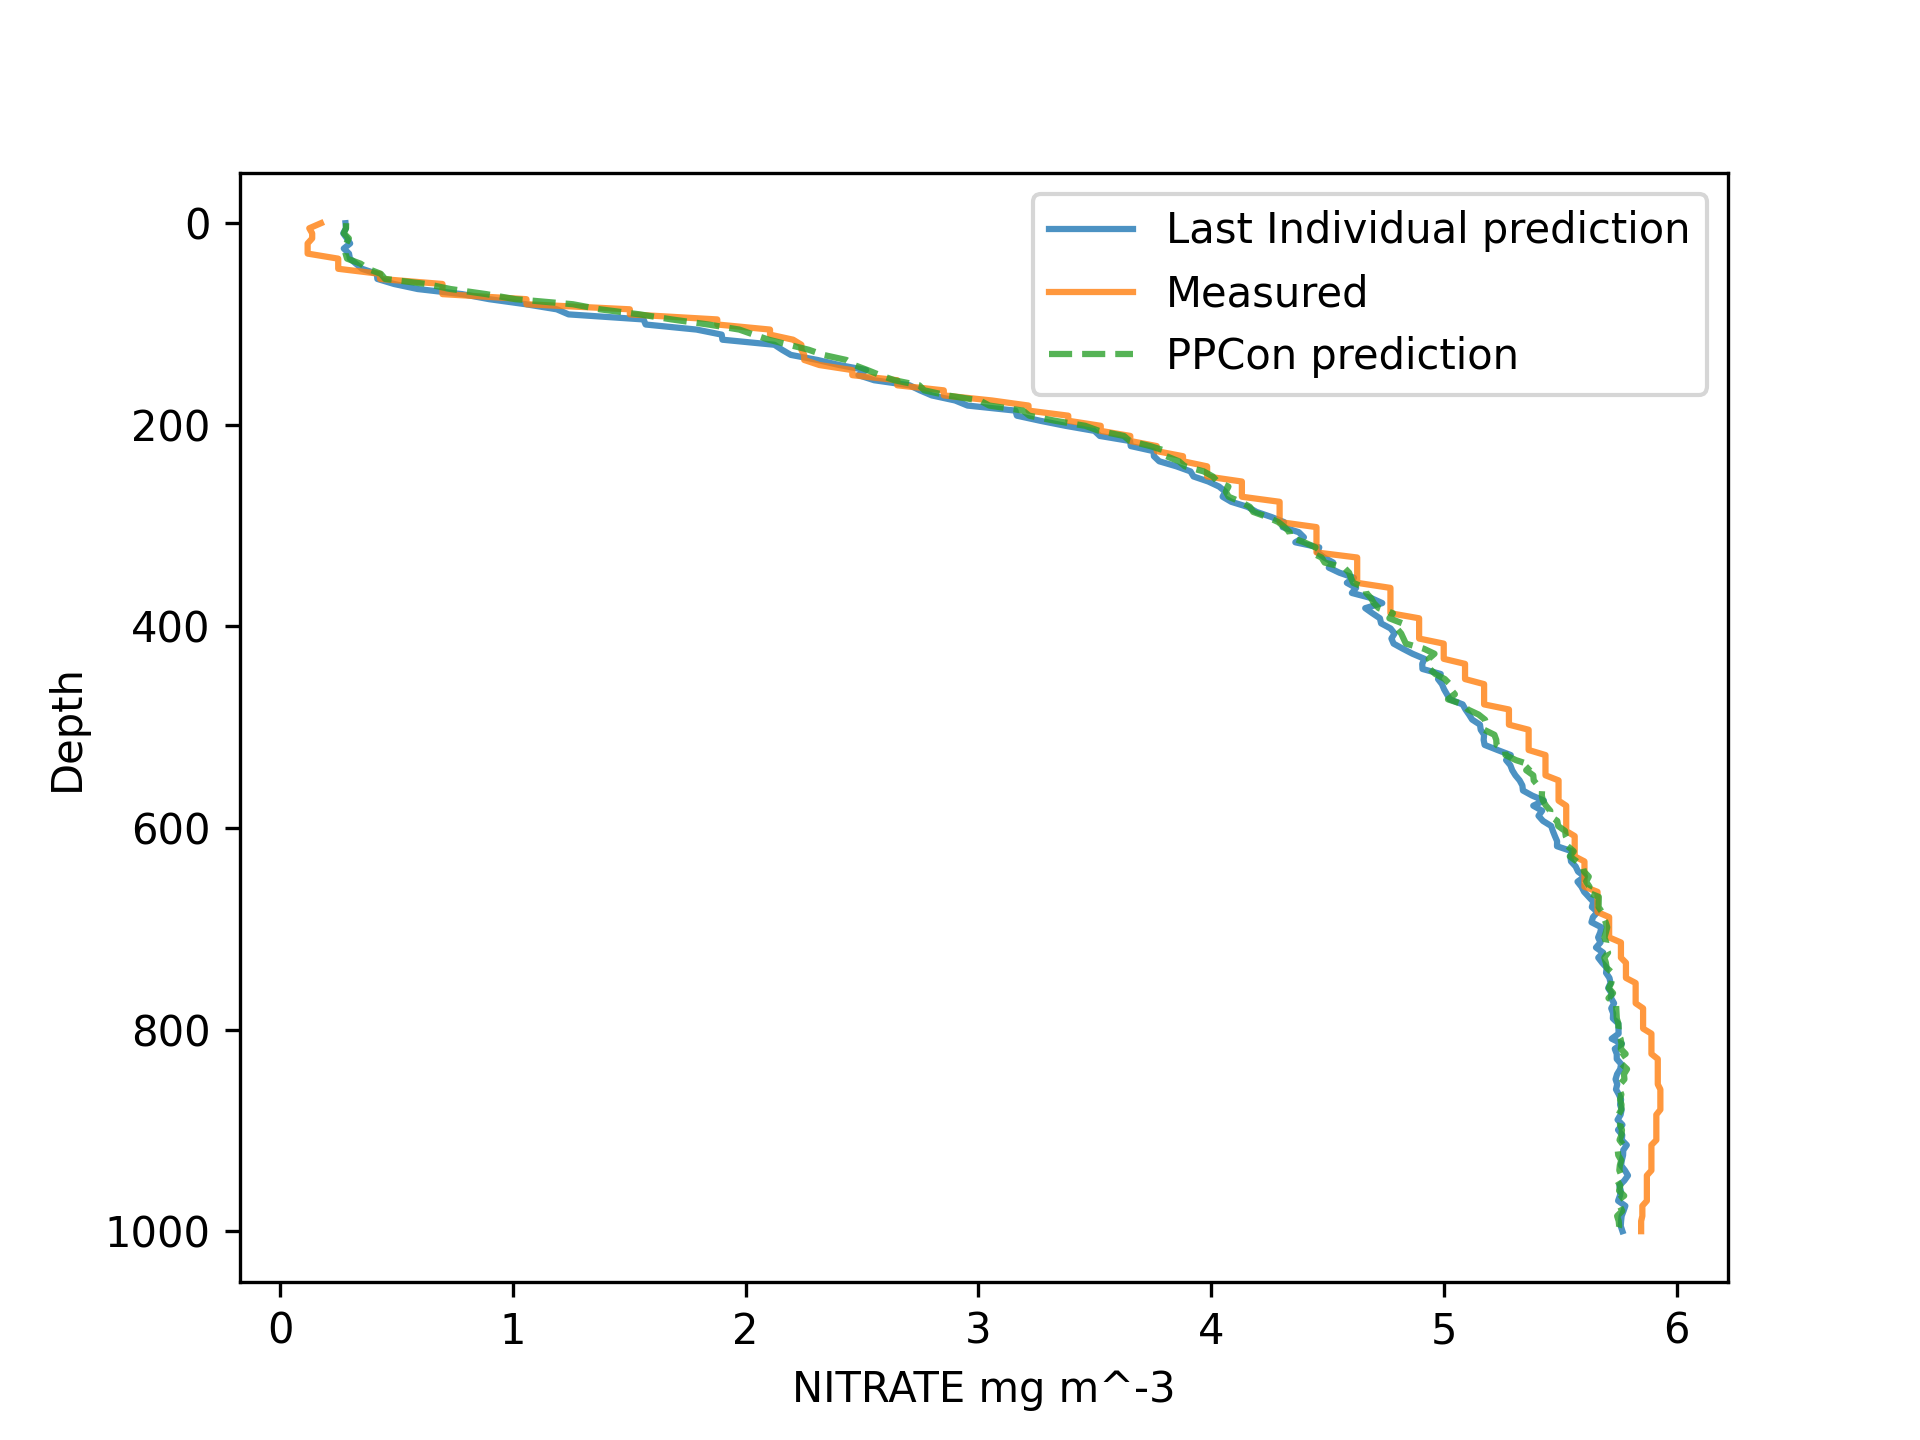 Last Individual prediction
Measured
PPCon prediction
0
200
400
600
800
1000
Depth
0 1 2 3 4 5 6
NITRATE mg m^-3